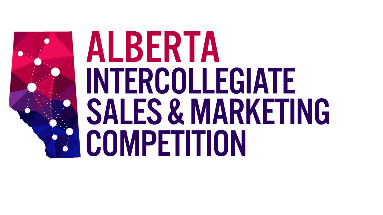 ALBERTA
INTERCOLLEGIATE
SALES & MARKETING
COMPETITION